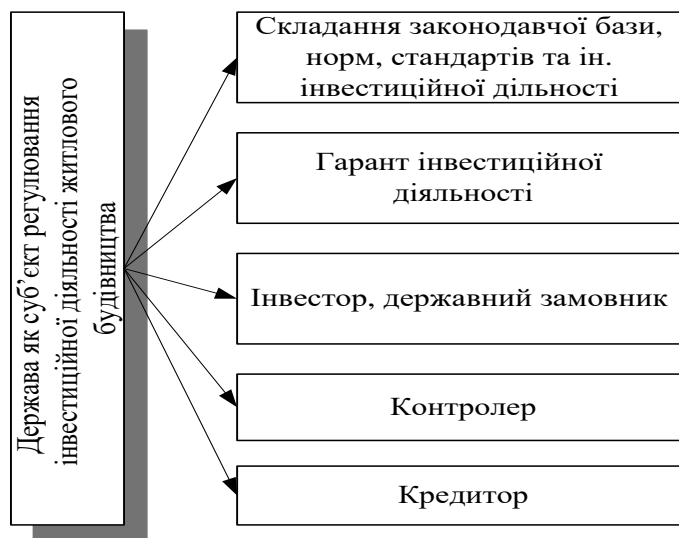 Держава як суб’єкт регулювання
інвестиційної діяльності житлового
будівництва
Складання законодавчої бази,
норм, стандартів та ін.
інвестиційної дільності
Гарант інвестиційної
діяльності
Інвестор, державний замовник
Контролер
Кредитор